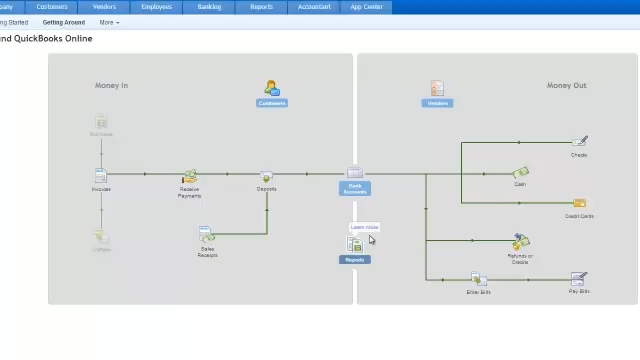 pany Customers Vendors Employees Banking Reports Accountant App Center
ng Started Getting Around More
und QuickBooks Online
Money In
Customers
Vendors
Money Out
Estimates
Checks
Invoices
Receive
Payments
Deposits
Bank
Accounts
Cash
Credit Cards
Learn More
Sales
Receipts
Charges
Reports
Refunds or
Credits
Enter Bills
Pay Bills